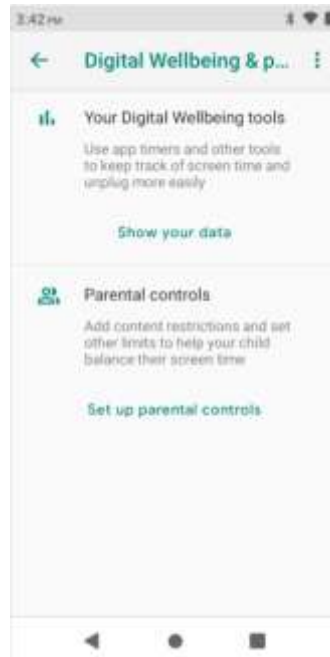 3:42 PM
Digital Wellbeing & p...
Your Digital Wellbeing tools
Use app timers and other tools
to keep track of screen time and
unplug more easily
Show your data
Parental controls
Add content restrictions and set
other limits to help your child
balance their screen time
Set up parental controls